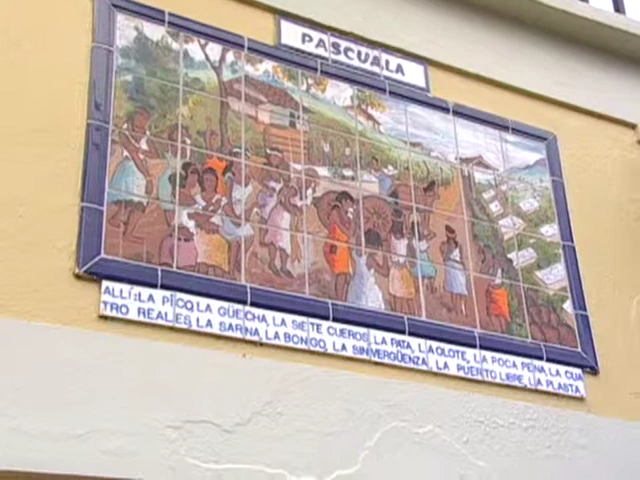 PASCUALA
ALLÍ: LA PICO, LA GÜECHA, LA SIETE CUEROS, LA PATA, LA OLOTE, LA POCA PENA, LA CUA
TRO REALES, LA SARNA, LA BONGO, LA SINVERGÜENZA, LA PUERTO LIBRE, LA PLASTA